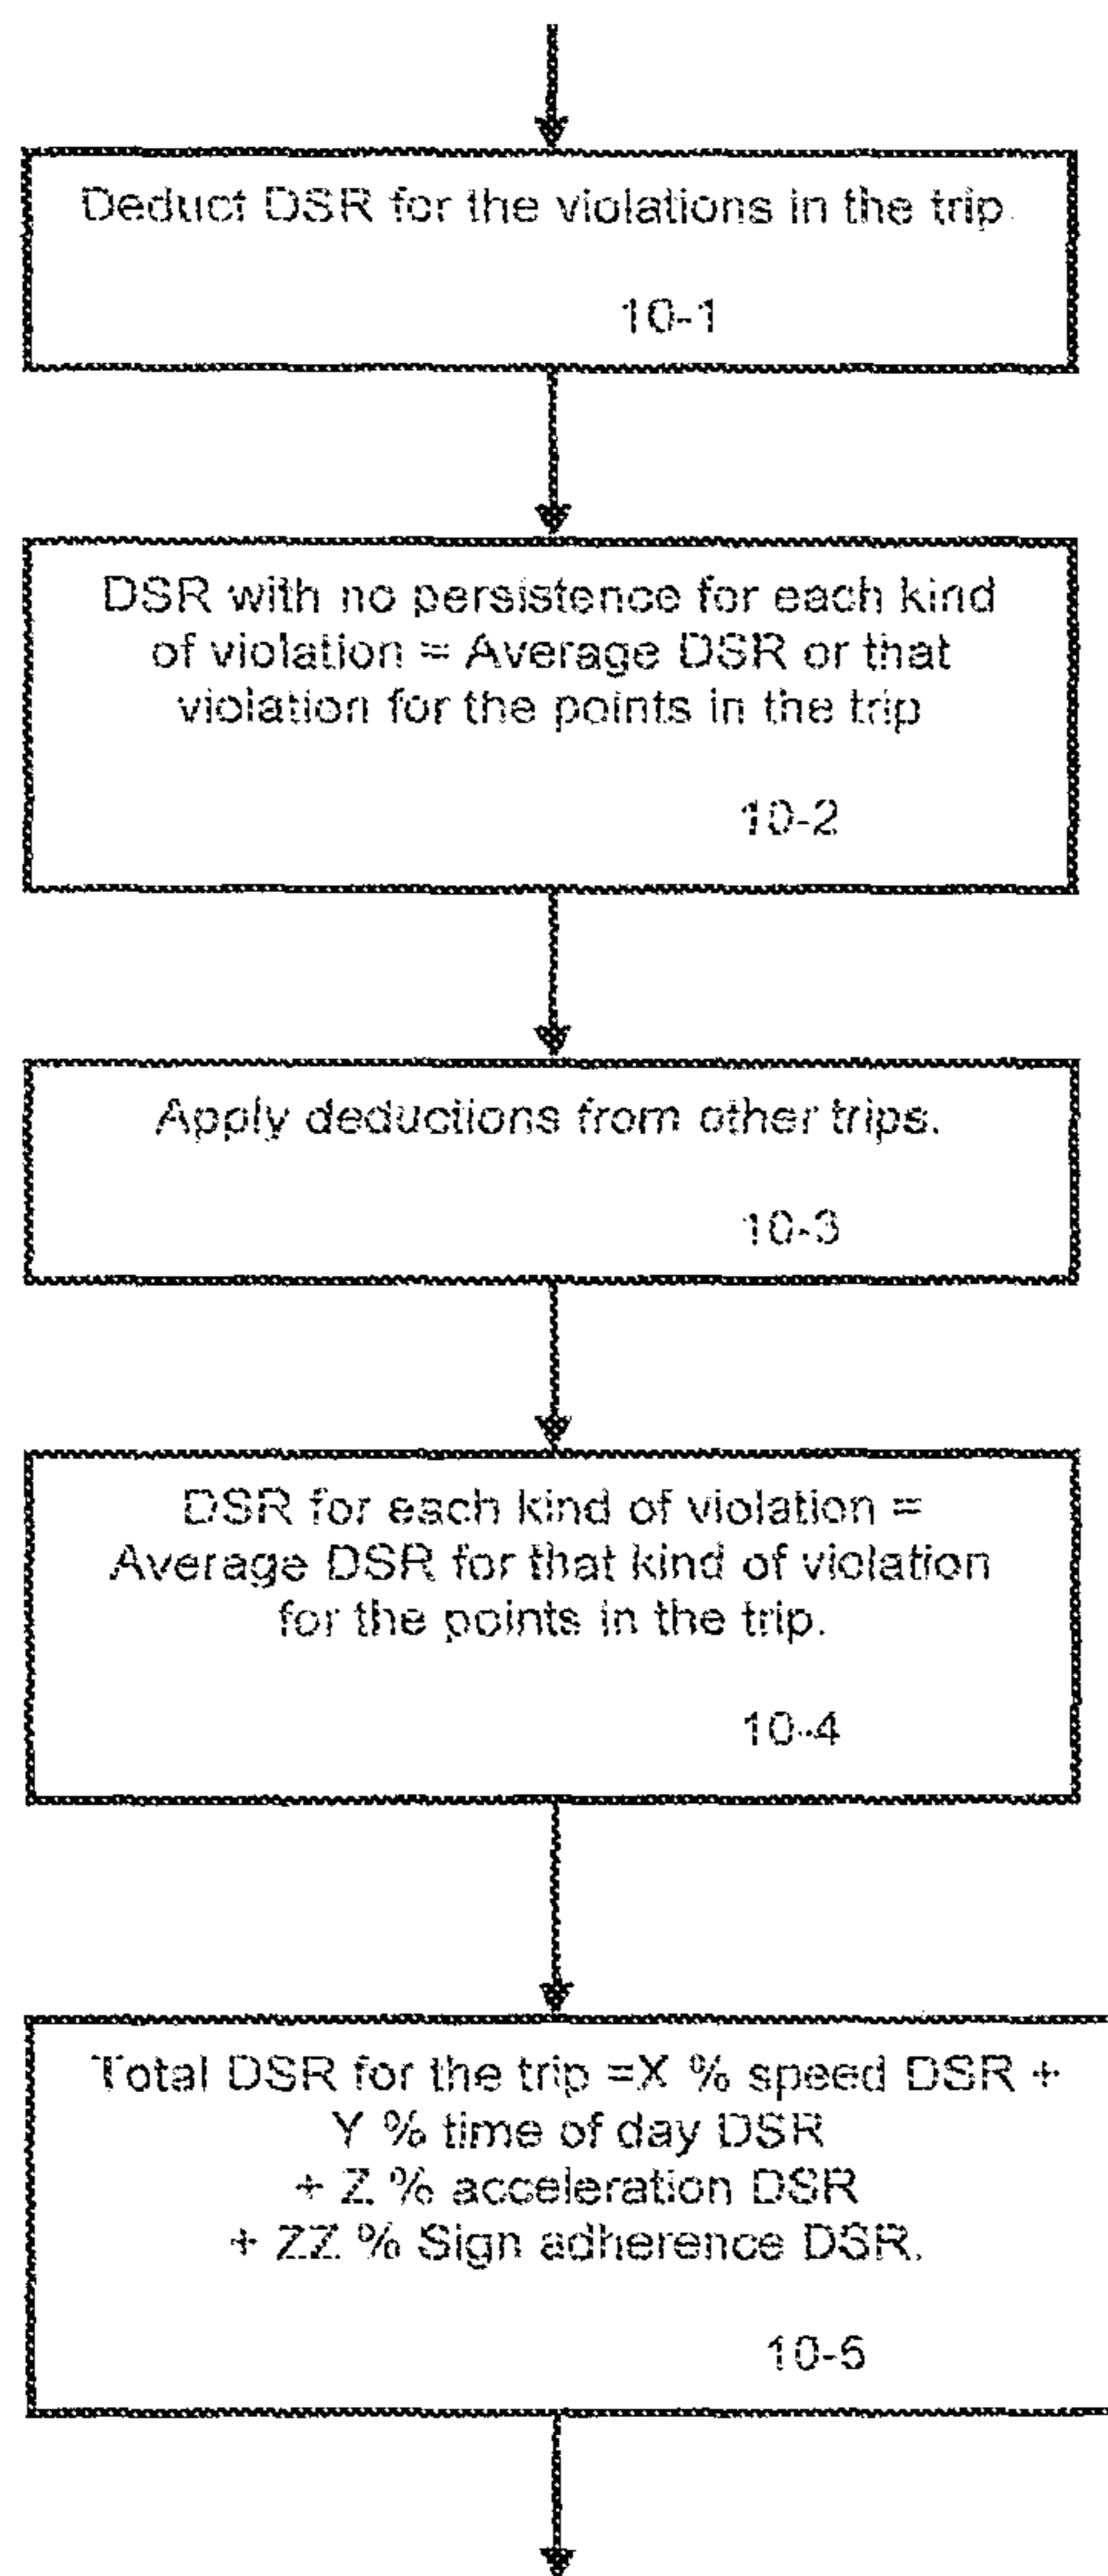 Deduct DSR for the violations in the trip.
10-1
DSR with no persistence for each kind
of violation = Average DSR or that
violation for the points in the trip
10-2
Apply deductions from other trips.
10-3
DSR for each kind of violation =
Average DSR for that kind of violation
for the points in the trip.
10-4
Total DSR for the trip =X % speed DSR +
Y % time of day DSR
+ Z % acceleration DSR
+ ZZ % Sign adherence DSR.
10-5